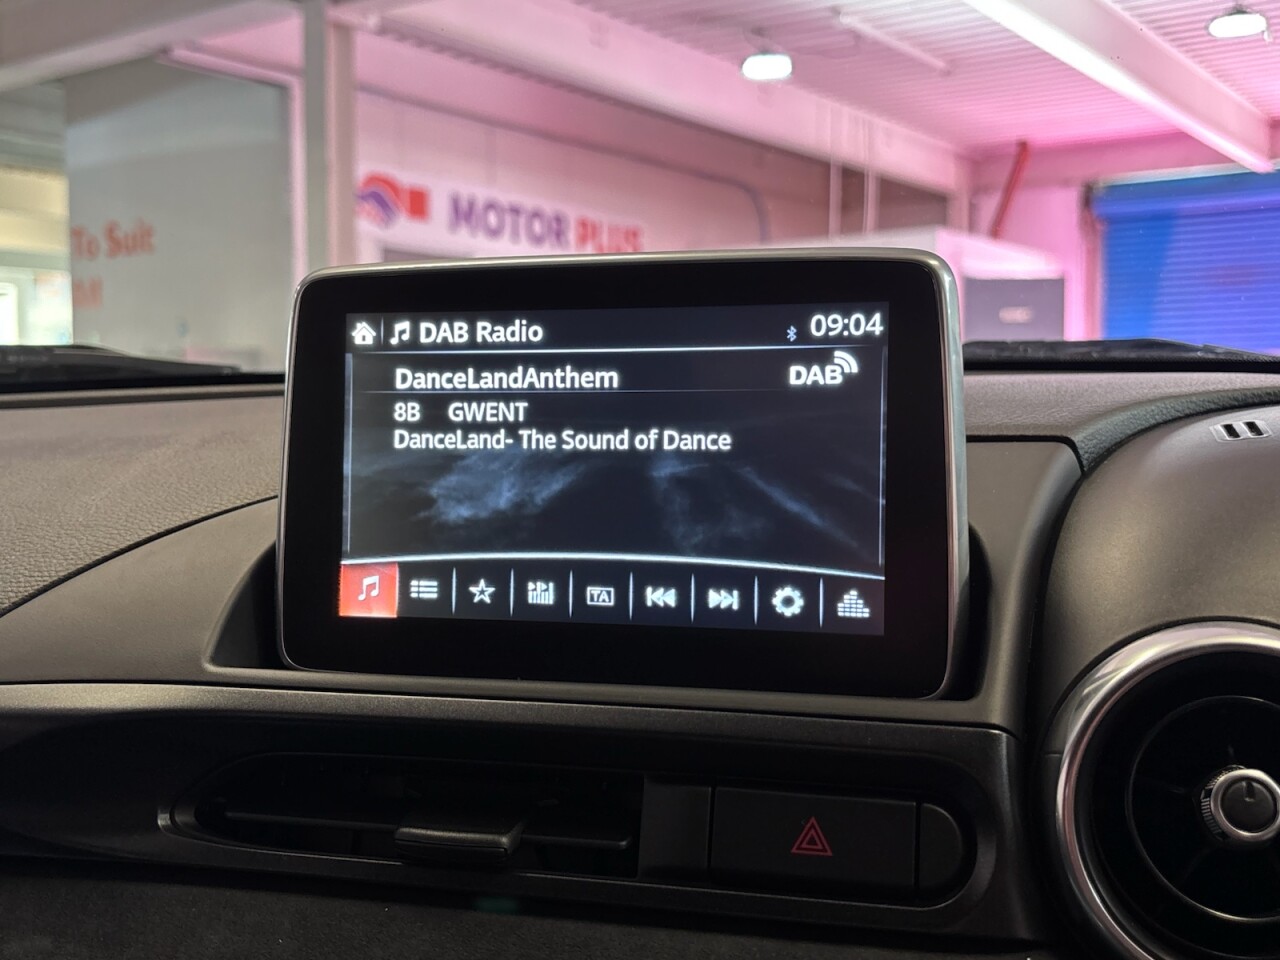 To Suit
MOTOR PLUS
DAB Radio
09:04
DanceLandAnthem
DAB
8B GWENT
DanceLand- The Sound of Dance
TA